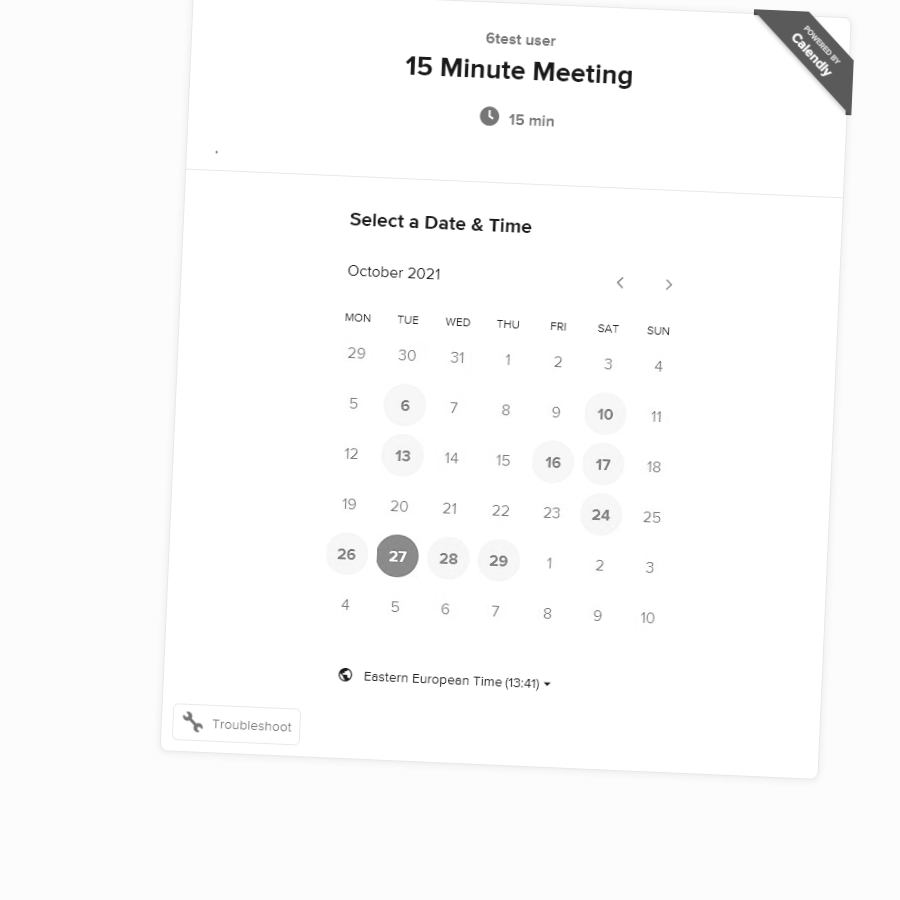 6test user
15 Minute Meeting
15 min
POWERED BY
Calendly
.
Select a Date & Time
October 2021
MON TUE WED THU FRI SAT SUN
29 30 31 1 2 3 4
5 6 7 8 9 10 11
12 13 14 15 16 17 18
19 20 21 22 23 24 25
26 27 28 29 1 2 3
4 5 6 7 8 9 10
Eastern European Time (13:41)
Troubleshoot